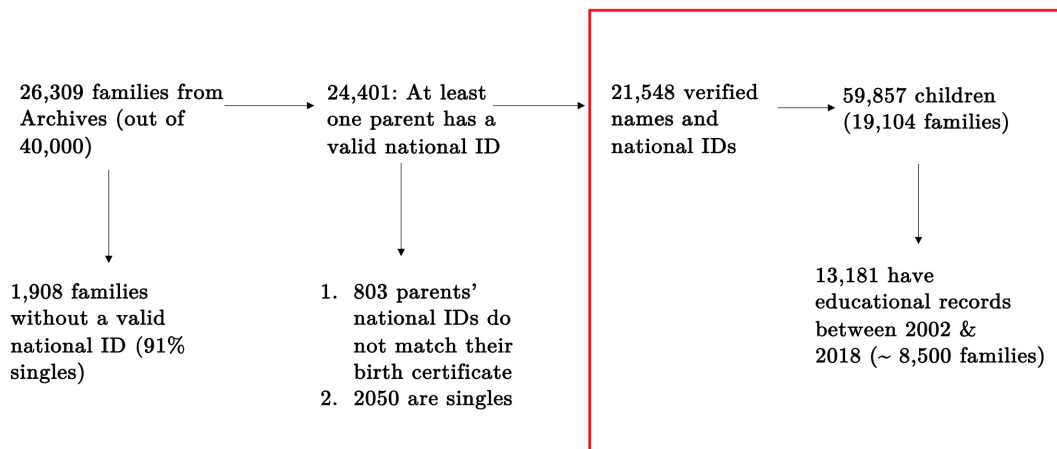 26,309 families from
Archives (out of
40,000)
24,401: At least
one parent has a
valid national ID
21,548 verified
names and
national IDs
59,857 children
(19,104 families)
1,908 families
without a valid
national ID (91%
singles)
1. 803 parents'
national IDs do
not match their
birth certificate
2. 2050 are singles
13,181 have
educational records
between 2002 &
2018 (~ 8,500 families)